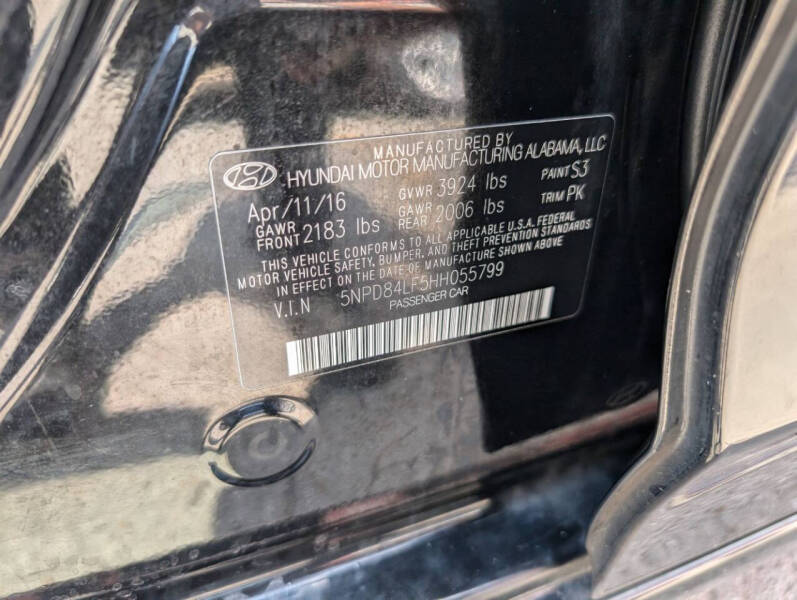 MANUFACTURED BY
HYUNDAI MOTOR MANUFACTURING ALABAMA, LLC
Apr/11/16 GVWR 3924 lbs PAINT S3
GAWR FRONT 2183 lbs GAWR REAR 2006 lbs TRIM PK
THIS VEHICLE CONFORMS TO ALL APPLICABLE U.S.A. FEDERAL
MOTOR VEHICLE SAFETY, BUMPER, AND THEFT PREVENTION STANDARDS
IN EFFECT ON THE DATE OF MANUFACTURE SHOWN ABOVE
V.I.N 5NPD84LF5HH055799
PASSENGER CAR